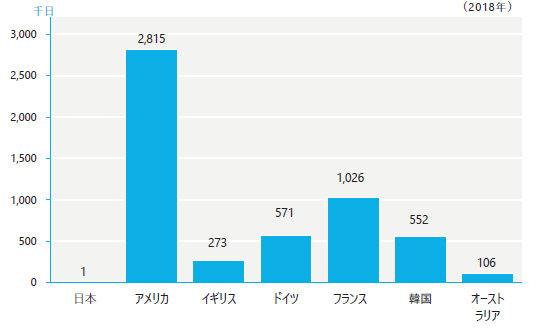 千日
（2018年）
3,000
2,500
2,000
1,500
1,000
500
0
1
2,815
273
571
1,026
552
106
日本
アメリカ
イギリス
ドイツ
フランス
韓国
オースト
ラリア